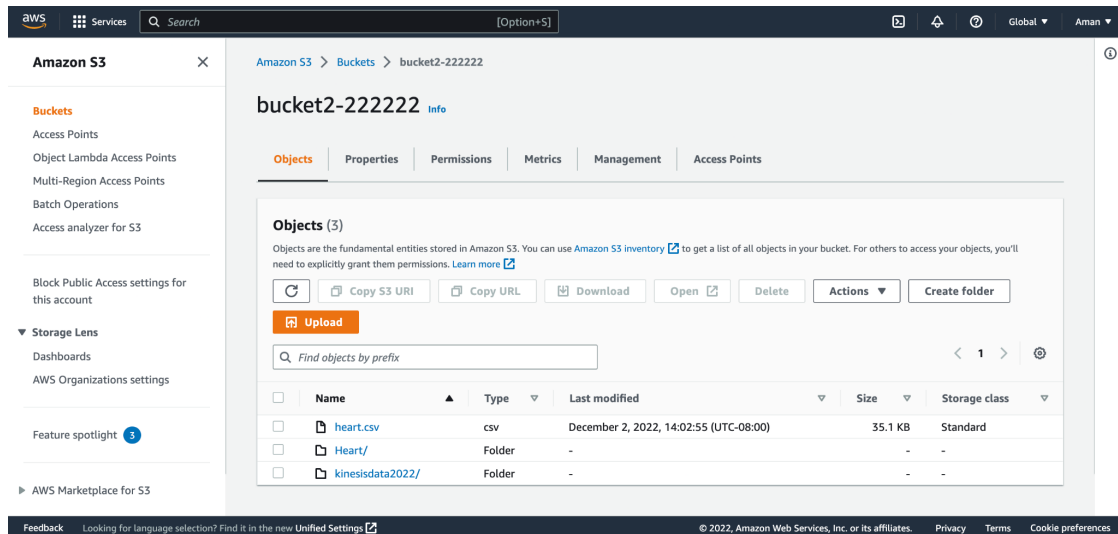 aws
Services
Search
[Option+S]
Global
Aman
Amazon S3
Buckets
Access Points
Object Lambda Access Points
Multi-Region Access Points
Batch Operations
Access analyzer for S3
Block Public Access settings for
this account
Storage Lens
Dashboards
AWS Organizations settings
Feature spotlight 3
AWS Marketplace for S3
Amazon S3 > Buckets > bucket2-222222
bucket2-222222 Info
Objects Properties Permissions Metrics Management Access Points
Objects (3)
Objects are the fundamental entities stored in Amazon S3. You can use Amazon S3 inventory to get a list of all objects in your bucket. For others to access your objects, you'll
need to explicitly grant them permissions. Learn more
Copy S3 URI Copy URL Download Open Delete Actions Create folder
Upload
Find objects by prefix
1
Name Type Last modified Size Storage class
heart.csv csv December 2, 2022, 14:02:55 (UTC-08:00) 35.1 KB Standard
Heart/ Folder - - -
kinesisdata2022/ Folder - - -
Feedback Looking for language selection? Find it in the new Unified Settings © 2022, Amazon Web Services, Inc. or its affiliates. Privacy Terms Cookie preferences